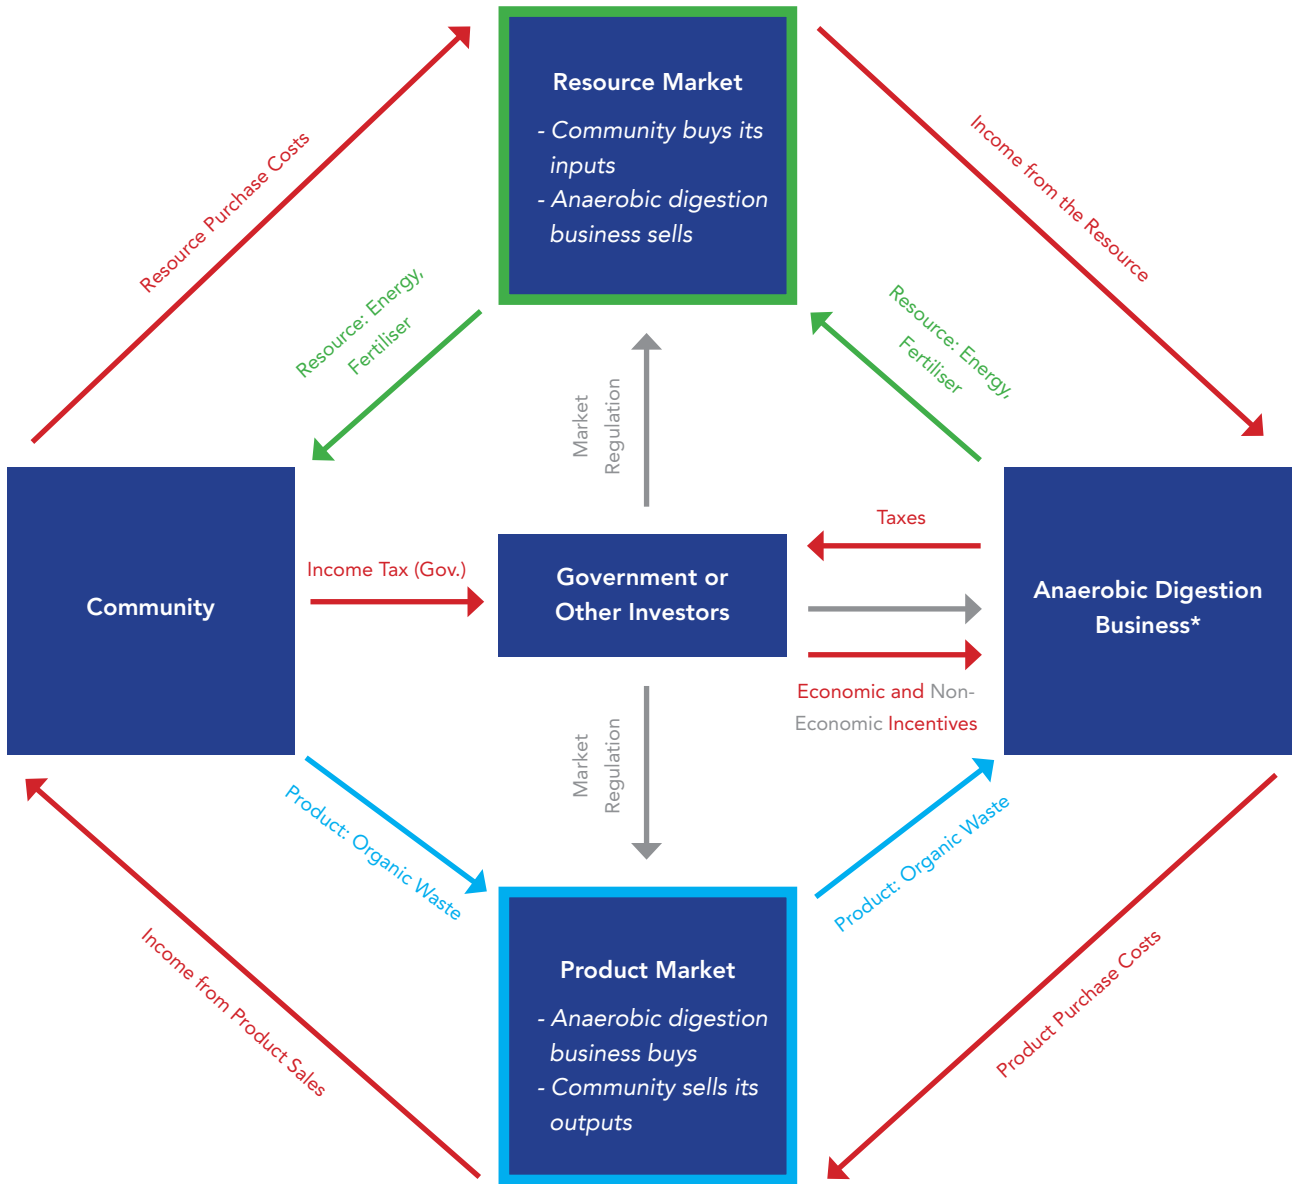 Resource Market
- Community buys its
inputs
- Anaerobic digestion
business sells
Resource Purchase Costs
Income from the Resource
Resource: Energy,
Fertiliser
Resource: Energy,
Fertiliser
Market
Regulation
Community
Income Tax (Gov.)
Government or
Other Investors
Taxes
Economic and Non-
Economic Incentives
Anaerobic Digestion
Business*
Market
Regulation
Product: Organic Waste
Product: Organic Waste
Income from Product Sales
Product Purchase Costs
Product Market
- Anaerobic digestion
business buys
- Community sells its
outputs